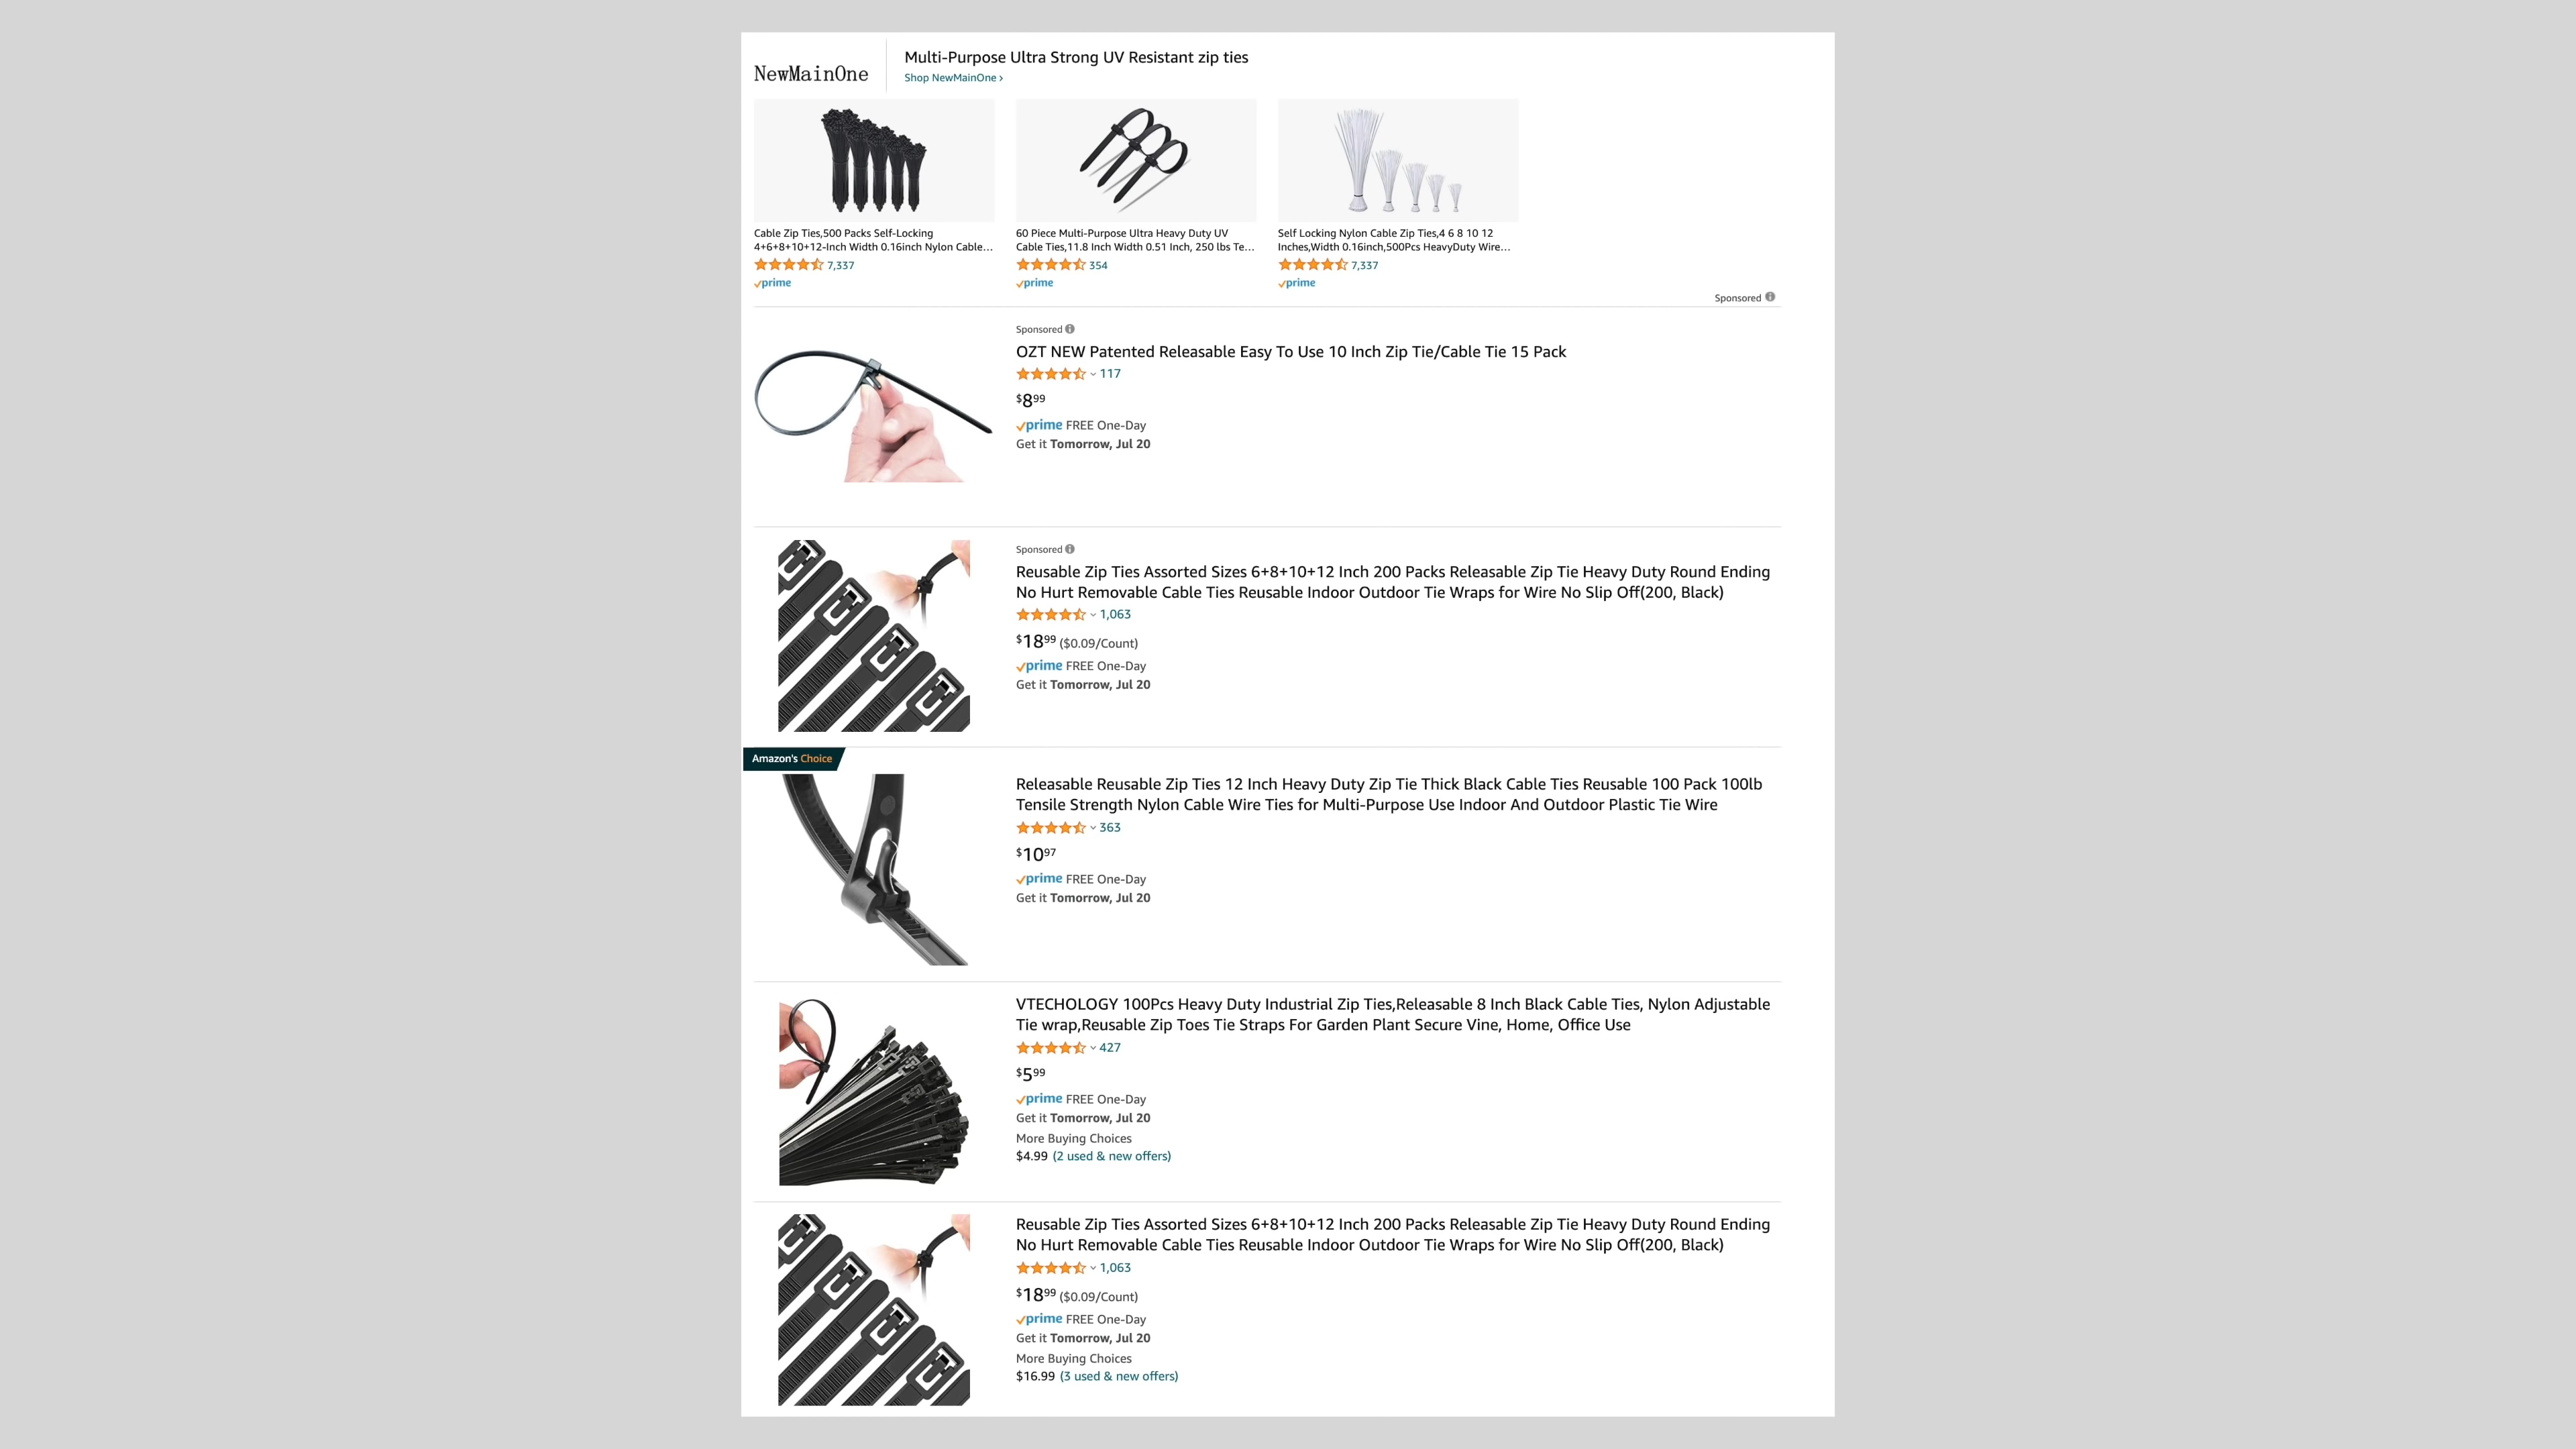 NewMainOne
Multi-Purpose Ultra Strong UV Resistant zip ties
Shop NewMainOne ›
Cable Zip Ties,500 Packs Self-Locking
4+6+8+10+12-Inch Width 0.16inch Nylon Cable…
7,337
prime
60 Piece Multi-Purpose Ultra Heavy Duty UV
Cable Ties,11.8 Inch Width 0.51 Inch, 250 lbs Te…
354
prime
Self Locking Nylon Cable Zip Ties,4 6 8 10 12
Inches,Width 0.16inch,500Pcs HeavyDuty Wire…
7,337
prime
Sponsored
Sponsored
OZT NEW Patented Releasable Easy To Use 10 Inch Zip Tie/Cable Tie 15 Pack
117
$8 99
prime FREE One-Day
Get it Tomorrow, Jul 20
Sponsored
Reusable Zip Ties Assorted Sizes 6+8+10+12 Inch 200 Packs Releasable Zip Tie Heavy Duty Round Ending
No Hurt Removable Cable Ties Reusable Indoor Outdoor Tie Wraps for Wire No Slip Off(200, Black)
1,063
$18 99 ($0.09/Count)
prime FREE One-Day
Get it Tomorrow, Jul 20
Amazon's Choice
Releasable Reusable Zip Ties 12 Inch Heavy Duty Zip Tie Thick Black Cable Ties Reusable 100 Pack 100lb
Tensile Strength Nylon Cable Wire Ties for Multi-Purpose Use Indoor And Outdoor Plastic Tie Wire
363
$10 97
prime FREE One-Day
Get it Tomorrow, Jul 20
VTECHOLOGY 100Pcs Heavy Duty Industrial Zip Ties,Releasable 8 Inch Black Cable Ties, Nylon Adjustable
Tie wrap,Reusable Zip Toes Tie Straps For Garden Plant Secure Vine, Home, Office Use
427
$5 99
prime FREE One-Day
Get it Tomorrow, Jul 20
More Buying Choices
$4.99 (2 used & new offers)
Reusable Zip Ties Assorted Sizes 6+8+10+12 Inch 200 Packs Releasable Zip Tie Heavy Duty Round Ending
No Hurt Removable Cable Ties Reusable Indoor Outdoor Tie Wraps for Wire No Slip Off(200, Black)
1,063
$18 99 ($0.09/Count)
prime FREE One-Day
Get it Tomorrow, Jul 20
More Buying Choices
$16.99 (3 used & new offers)